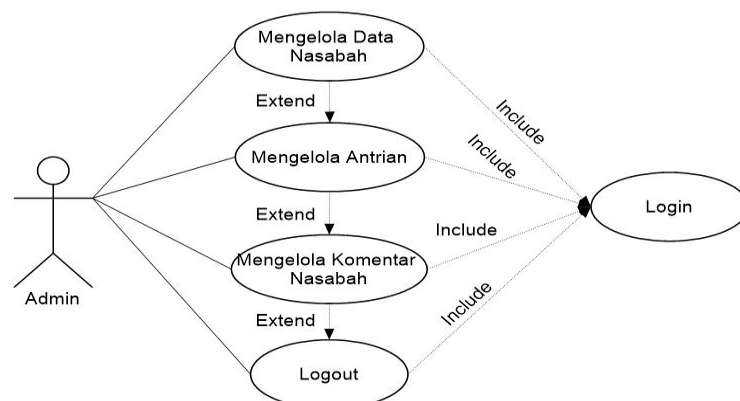 Mengelola Data
Nasabah
Include
Extend
Include
Mengelola Antrian
Login
Extend
Include
Mengelola Komentar
Nasabah
Admin
Include
Extend
Logout